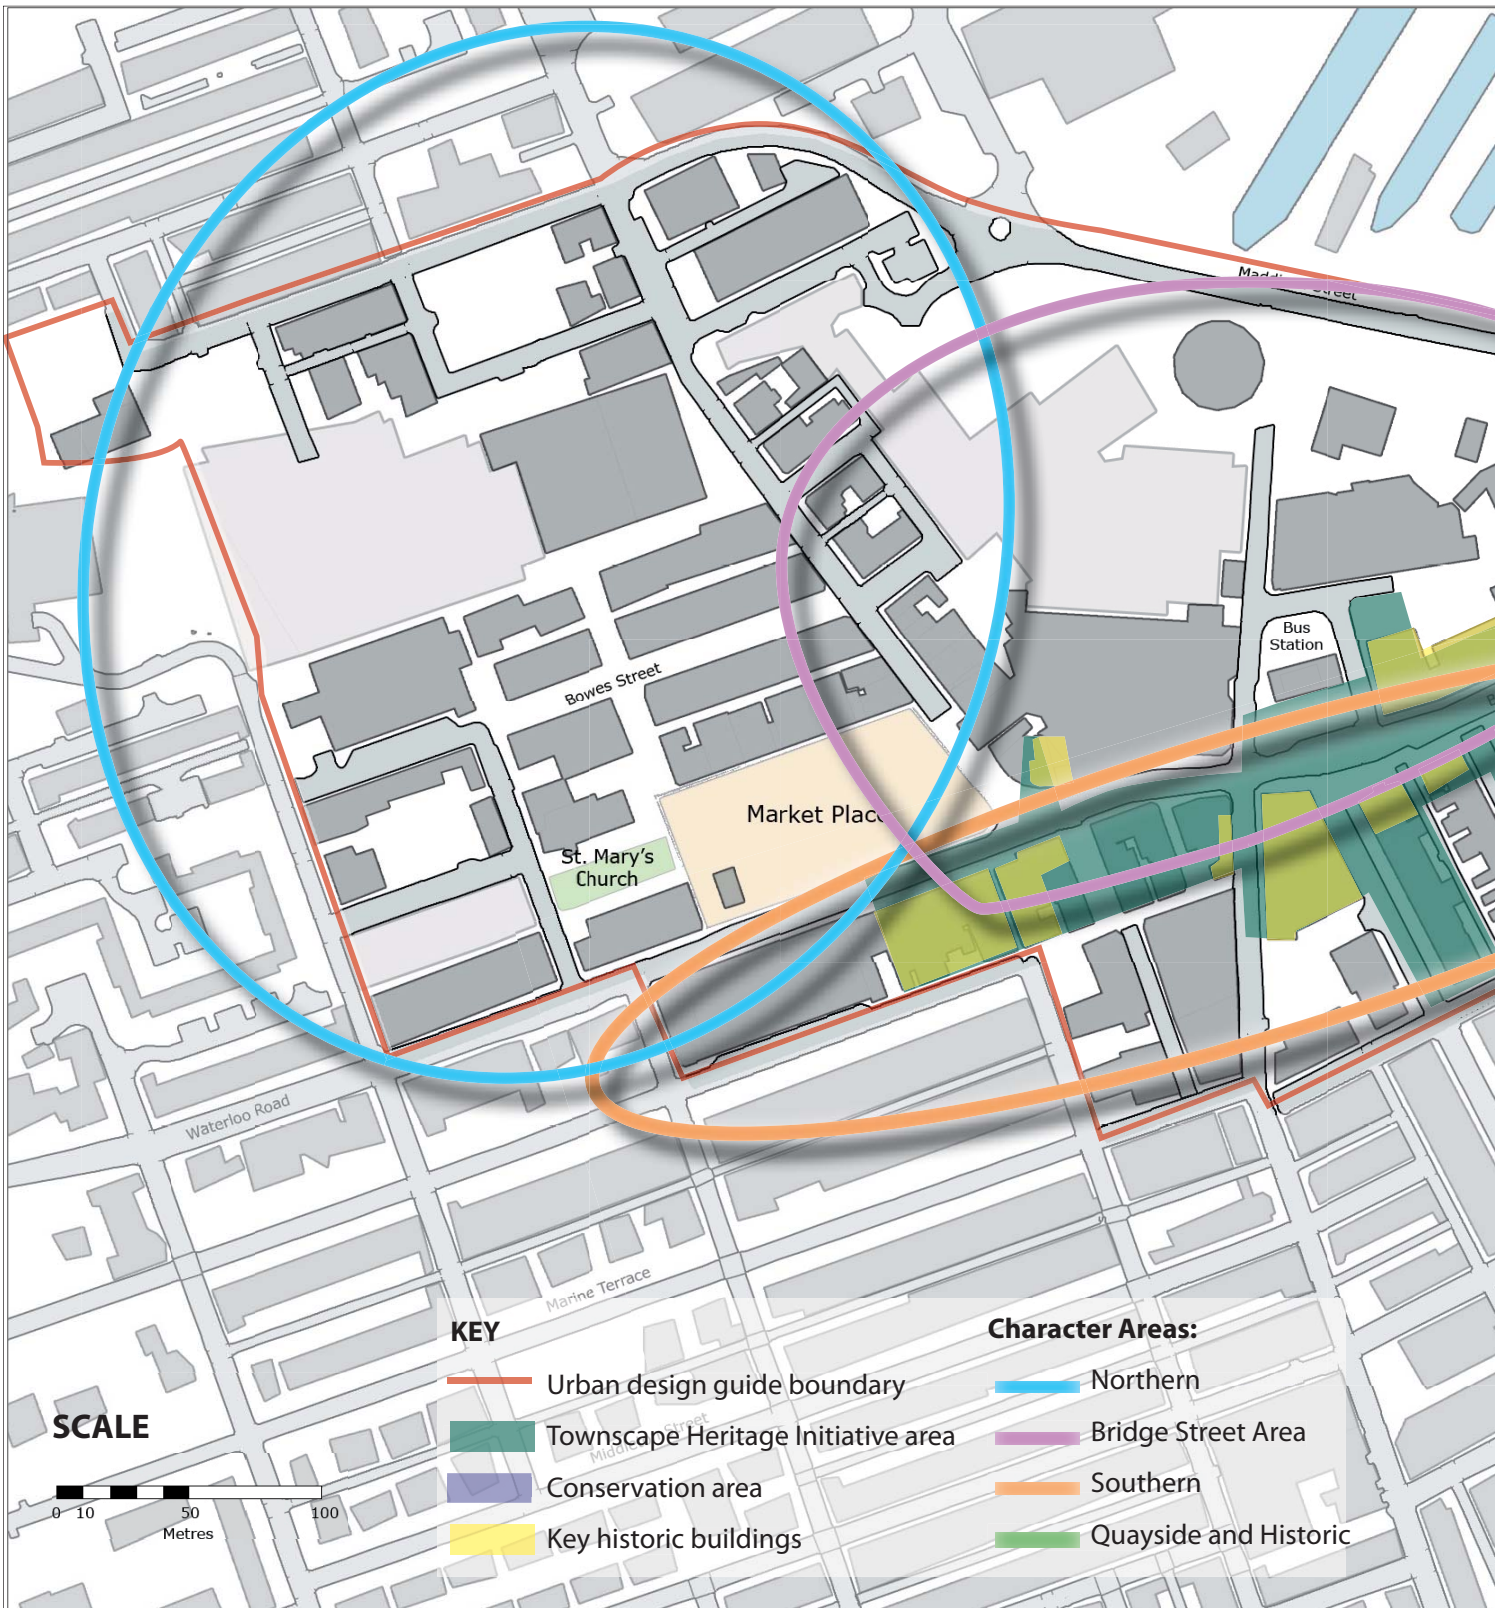 Bus
Station
Bowes Street
Market Place
St. Mary's
Church
Waterloo Road
Marine Terrace
KEY
Urban design guide boundary
Townscape Heritage Initiative area
Conservation area
Key historic buildings
Character Areas:
Northern
Bridge Street Area
Southern
Quayside and Historic
SCALE
0 10 50 100
Metres